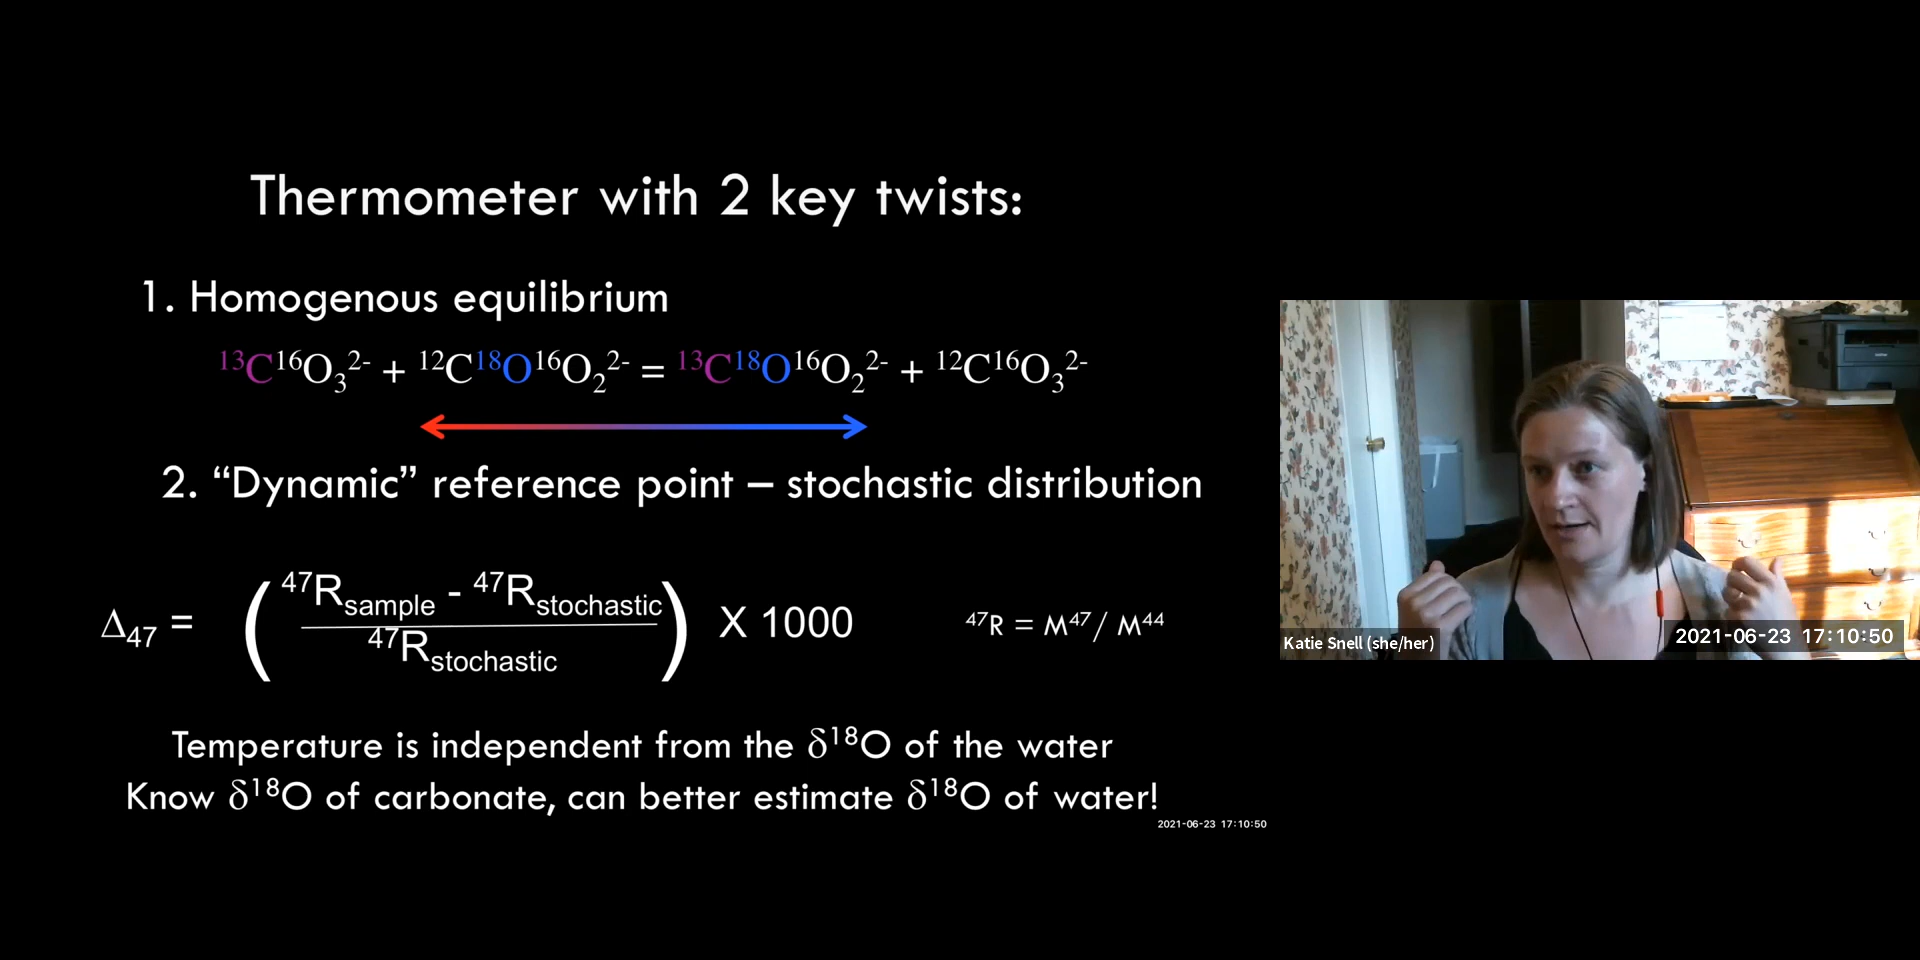 Thermometer with 2 key twists:
1. Homogenous equilibrium
¹³C¹⁶O₃²⁻ + ¹²C¹⁸O¹⁶O₂²⁻ = ¹³C¹⁸O¹⁶O₂²⁻ + ¹²C¹⁶O₃²⁻
2. “Dynamic” reference point – stochastic distribution
Δ₄₇ = ( ⁴⁷Rsample - ⁴⁷Rstochastic / ⁴⁷Rstochastic ) X 1000
⁴⁷R = M⁴⁷/ M⁴⁴
Temperature is independent from the δ¹⁸O of the water
Know δ¹⁸O of carbonate, can better estimate δ¹⁸O of water!
2021-06-23 17:10:50
Katie Snell (she/her)
2021-06-23 17:10:50